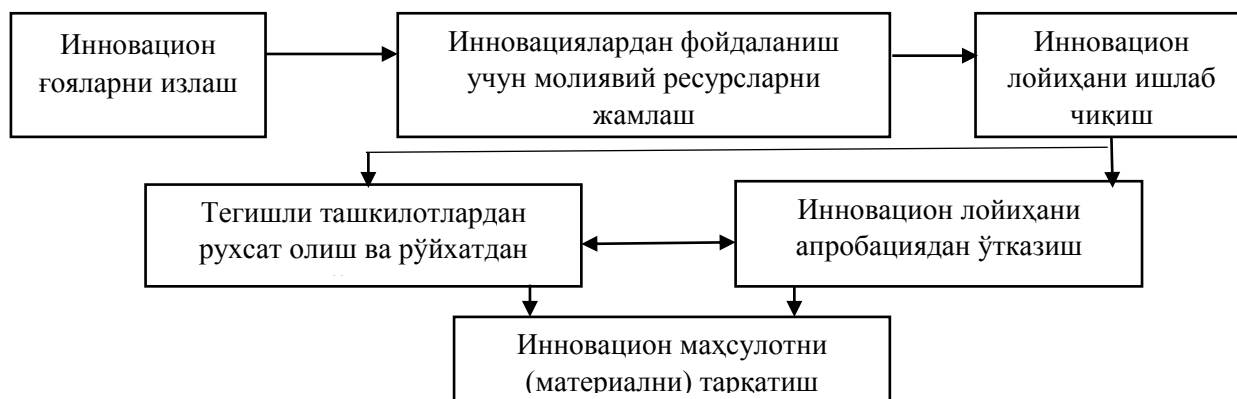 Инновацион
ғояларни излаш
Инновациялардан фойдаланиш
учун молиявий ресурсларни
жамлаш
Инновацион
лойиҳани ишлаб
чиқиш
Тегишли ташкилотлардан
рухсат олиш ва рўйхатдан
Инновацион лойиҳани
апробациядан ўтказиш
Инновацион маҳсулотни
(материални) тарқатиш